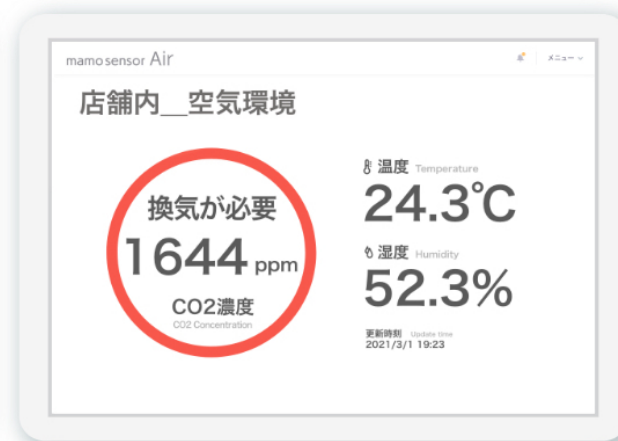 mamo sensor Air
メニュー
店舗内__空気環境
換気が必要
1644 ppm
CO2濃度
CO2 Concentration
温度 Temperature
24.3℃
湿度 Humidity
52.3%
更新時刻 Update time
2021/3/1 19:23